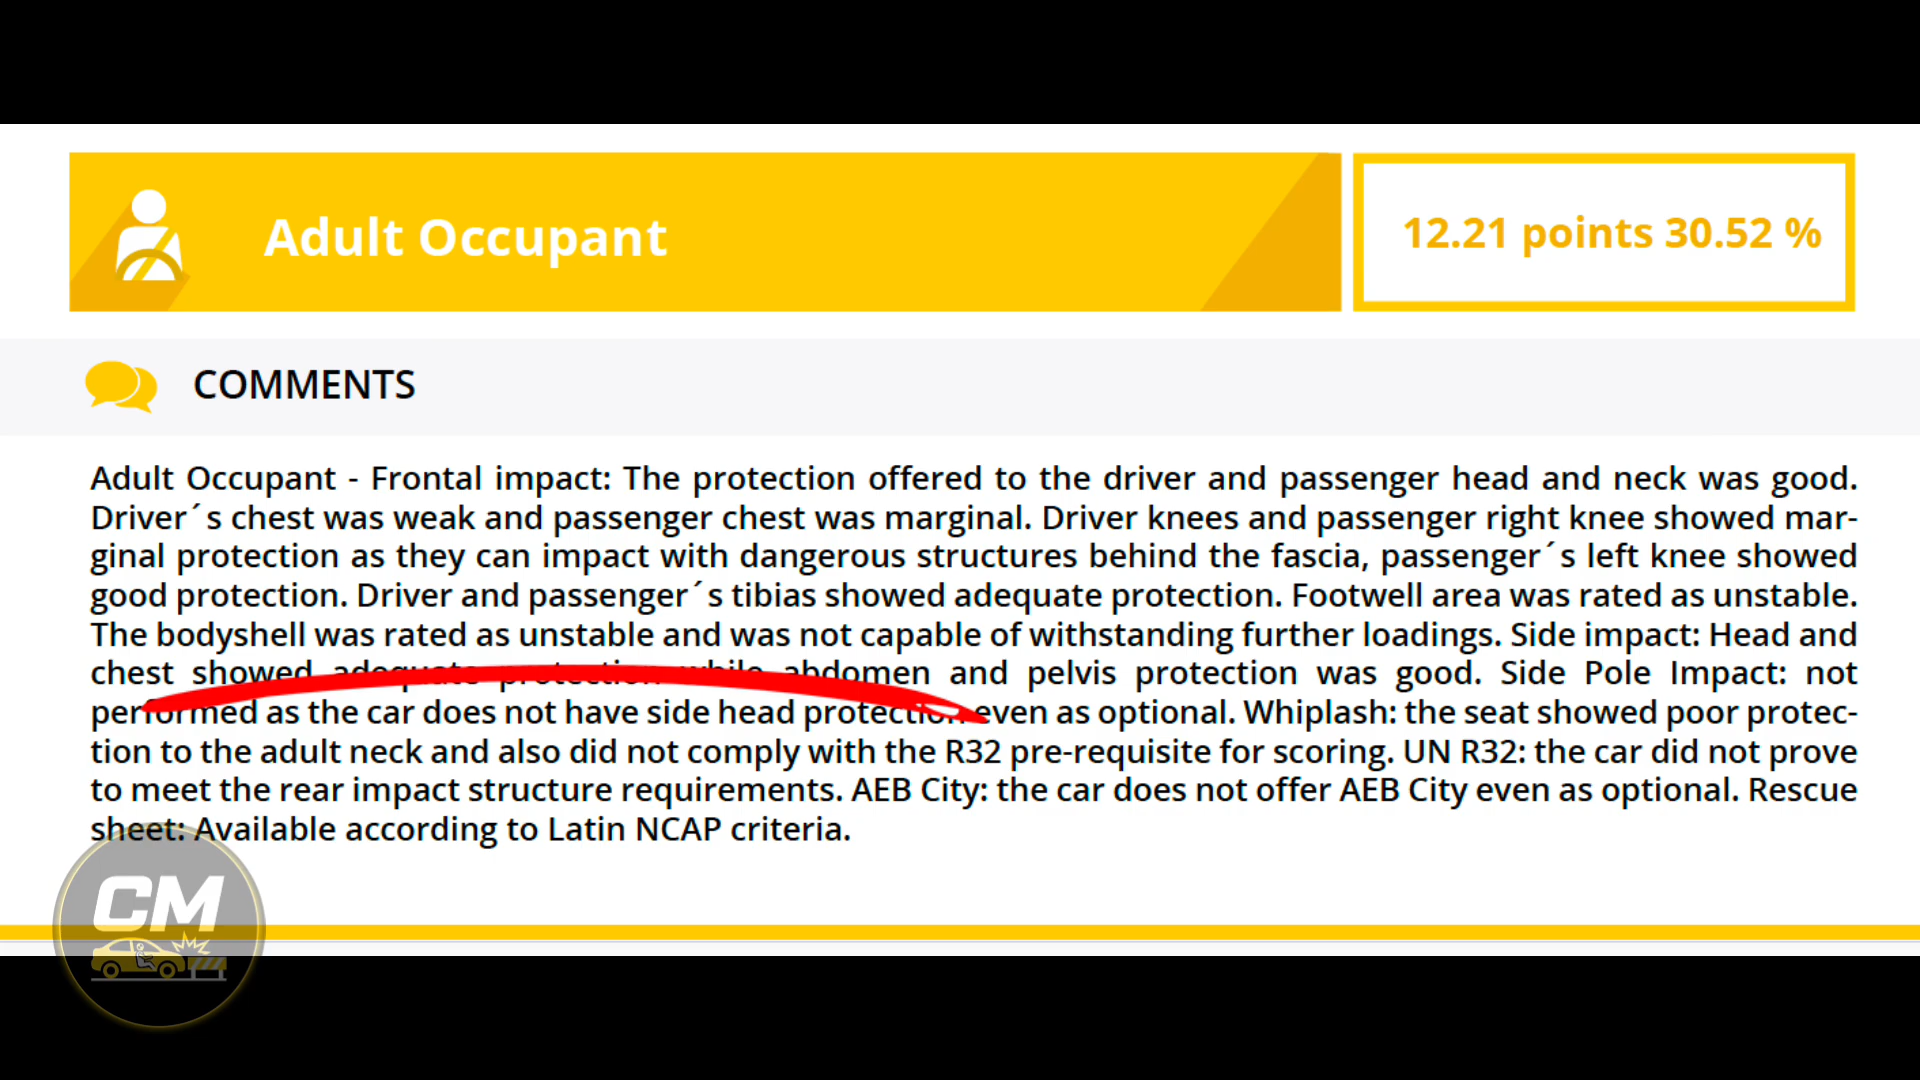 Adult Occupant
12.21 points 30.52 %
COMMENTS
Adult Occupant - Frontal impact: The protection offered to the driver and passenger head and neck was good.
Driver´s chest was weak and passenger chest was marginal. Driver knees and passenger right knee showed mar-
ginal protection as they can impact with dangerous structures behind the fascia, passenger´s left knee showed
good protection. Driver and passenger´s tibias showed adequate protection. Footwell area was rated as unstable.
The bodyshell was rated as unstable and was not capable of withstanding further loadings. Side impact: Head and
chest showed adequate protection while abdomen and pelvis protection was good. Side Pole Impact: not
performed as the car does not have side head protection, even as optional. Whiplash: the seat showed poor protec-
tion to the adult neck and also did not comply with the R32 pre-requisite for scoring. UN R32: the car did not prove
to meet the rear impact structure requirements. AEB City: the car does not offer AEB City even as optional. Rescue
sheet: Available according to Latin NCAP criteria.
CM